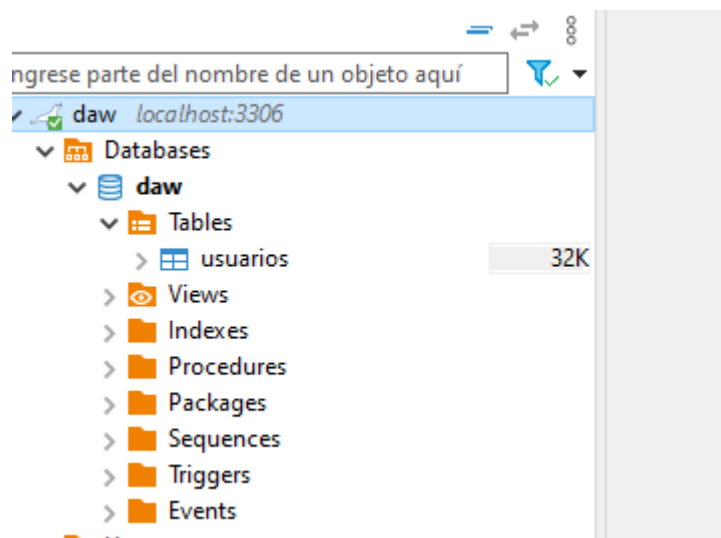 ngrese parte del nombre de un objeto aquí
daw localhost:3306
Databases
daw
Tables
usuarios 32K
Views
Indexes
Procedures
Packages
Sequences
Triggers
Events